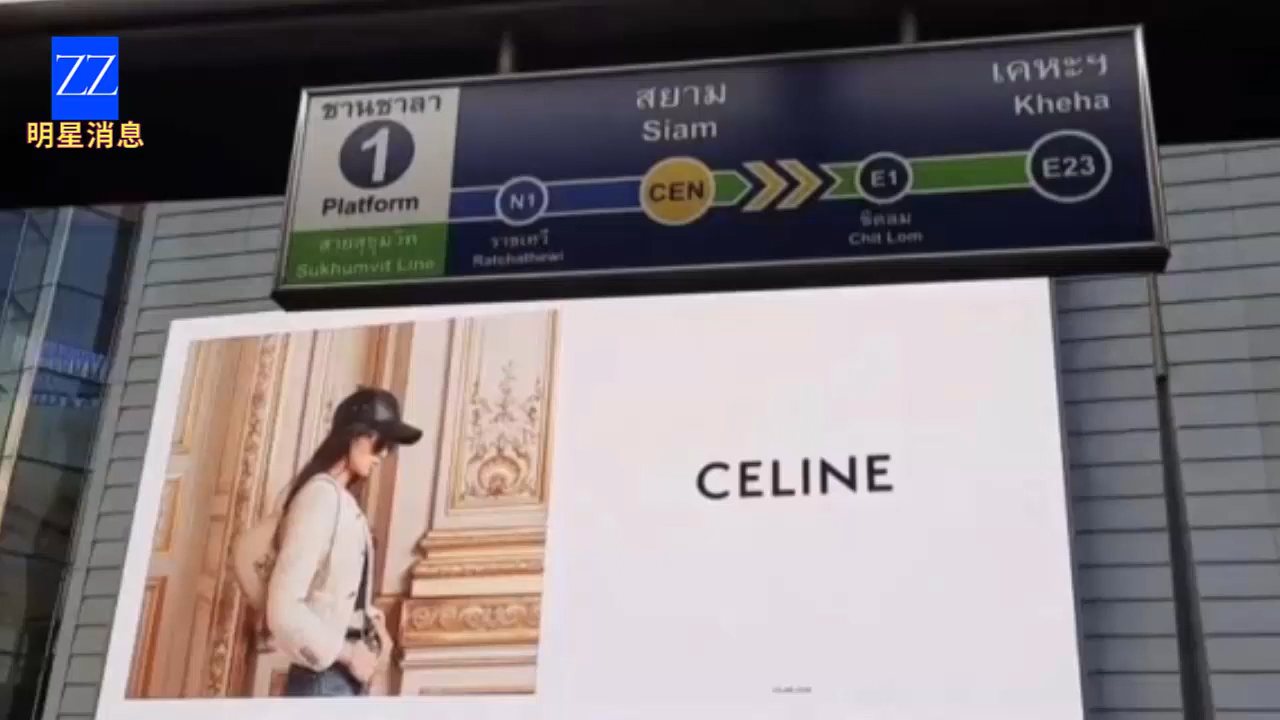 ZZ
明星消息
ชานชาลา
1
Platform
สายสุขุมวิท
Sukhumvit Line
N1
ราชเทวี
Ratchathewi
สยาม
Siam
CEN
E1
ชิดลม
Chit Lom
เคหะฯ
Kheha
E23
CELINE